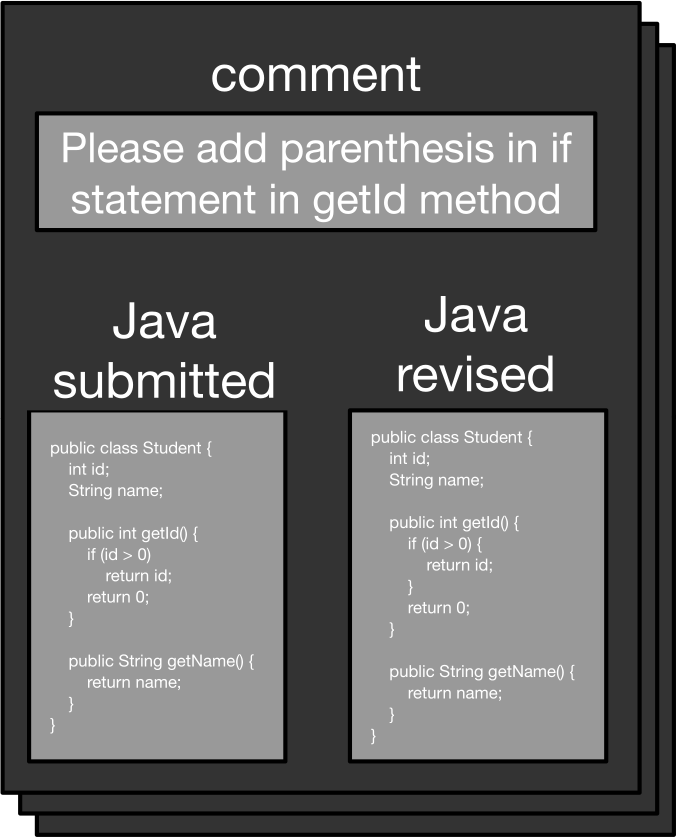 comment
Please add parenthesis in if
statement in getId method
Java
submitted
public class Student {
int id;
String name;
public int getId() {
if (id > 0)
return id;
return 0;
}
public String getName() {
return name;
}
}
Java
revised
public class Student {
int id;
String name;
public int getId() {
if (id > 0) {
return id;
}
return 0;
}
public String getName() {
return name;
}
}